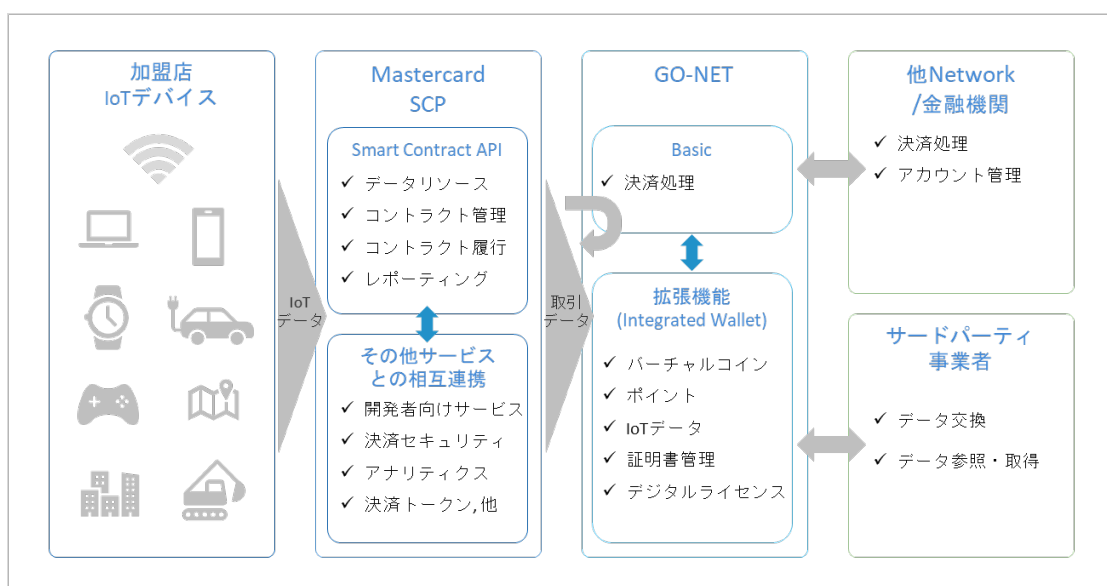 加盟店
IoTデバイス
IoT
データ
Mastercard
SCP
Smart Contract API
✓ データリソース
✓ コントラクト管理
✓ コントラクト履行
✓ レポーティング
その他サービス
との相互連携
✓ 開発者向けサービス
✓ 決済セキュリティ
✓ アナリティクス
✓ 決済トークン,他
取引
データ
GO-NET
Basic
✓ 決済処理
拡張機能
(Integrated Wallet)
✓ バーチャルコイン
✓ ポイント
✓ IoTデータ
✓ 証明書管理
✓ デジタルライセンス
他Network
/金融機関
✓ 決済処理
✓ アカウント管理
サードパーティ
事業者
✓ データ交換
✓ データ参照・取得